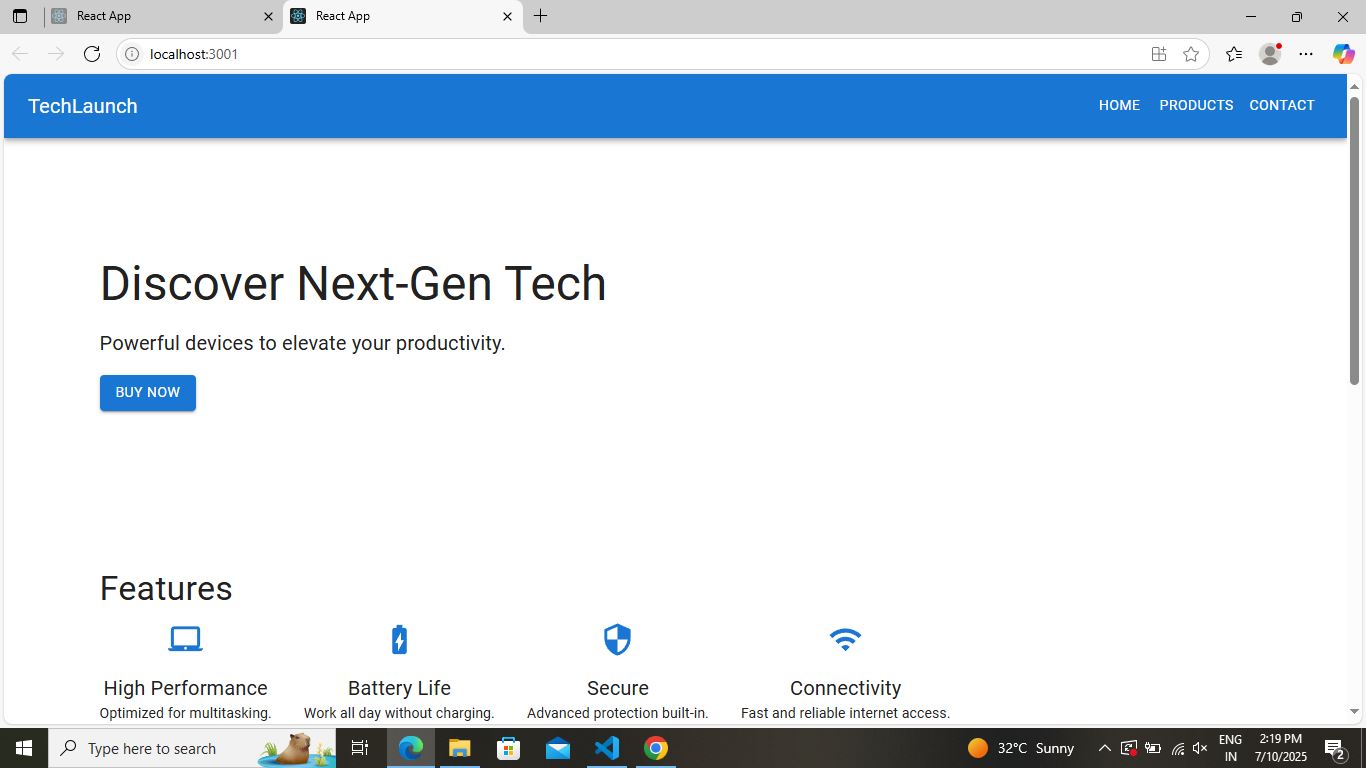 React App
React App
localhost:3001
TechLaunch
HOME PRODUCTS CONTACT
Discover Next-Gen Tech
Powerful devices to elevate your productivity.
BUY NOW
Features
High Performance
Optimized for multitasking.
Battery Life
Work all day without charging.
Secure
Advanced protection built-in.
Connectivity
Fast and reliable internet access.
Type here to search
32°C Sunny
ENG
IN
2:19 PM
7/10/2025
2